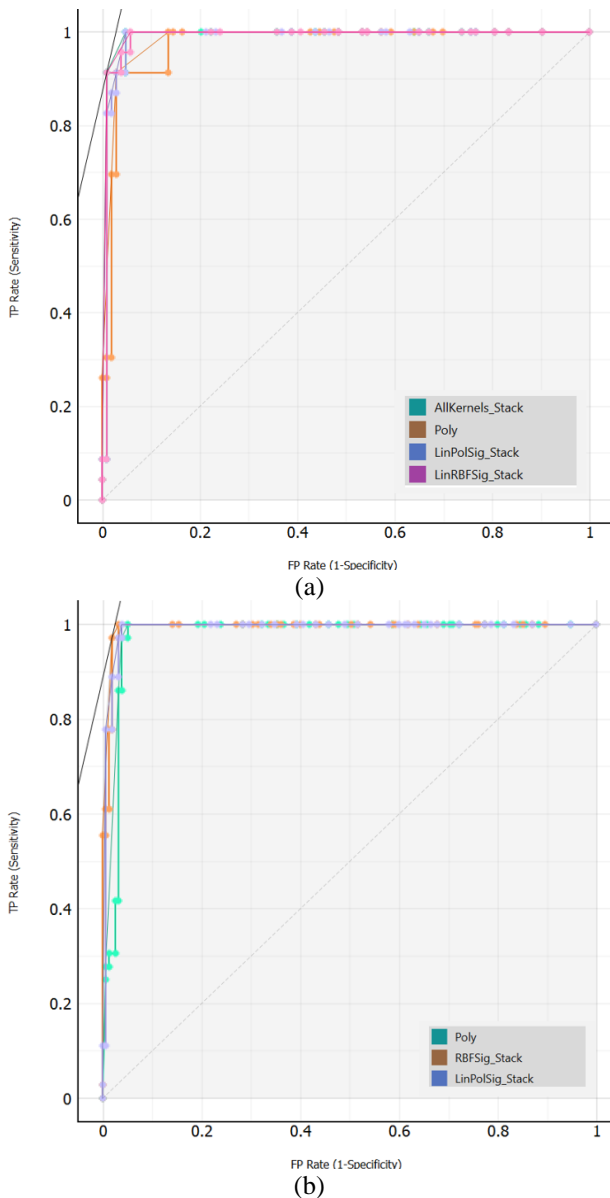 1
0.8
0.6
0.4
0.2
0
TP Rate (Sensitivity)
AllKernels_Stack
Poly
LinPolSig_Stack
LinRBFSig_Stack
0 0.2 0.4 0.6 0.8 1
FP Rate (1-Specificity)
(a)
1
0.8
0.6
0.4
0.2
0
TP Rate (Sensitivity)
Poly
RBFSig_Stack
LinPolSig_Stack
0 0.2 0.4 0.6 0.8 1
FP Rate (1-Specificity)
(b)